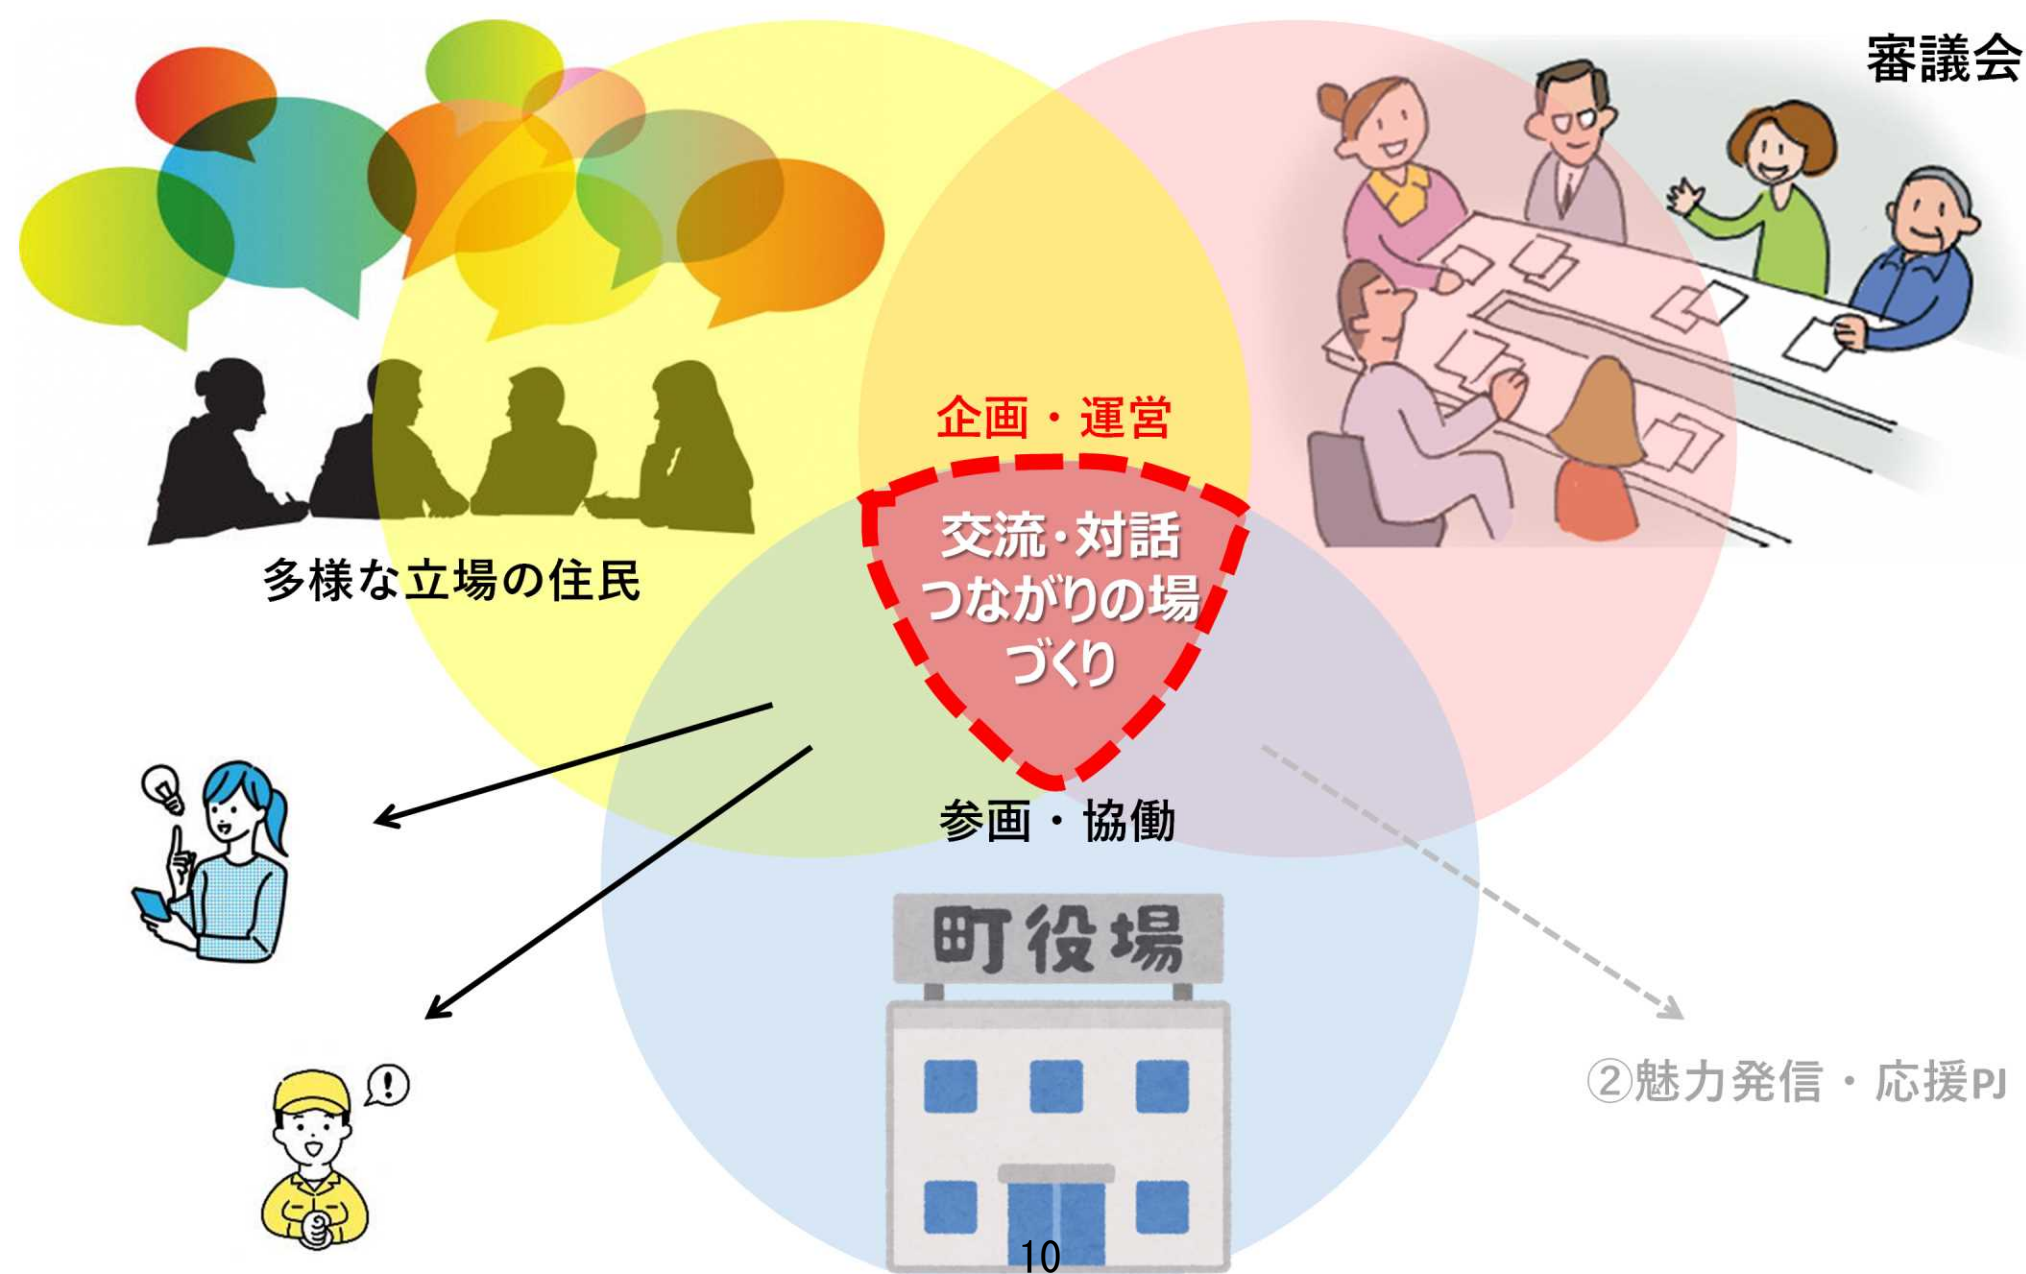 審議会
企画・運営
交流・対話
つながりの場
づくり
多様な立場の住民
参画・協働
町役場
②魅力発信・応援PJ
10